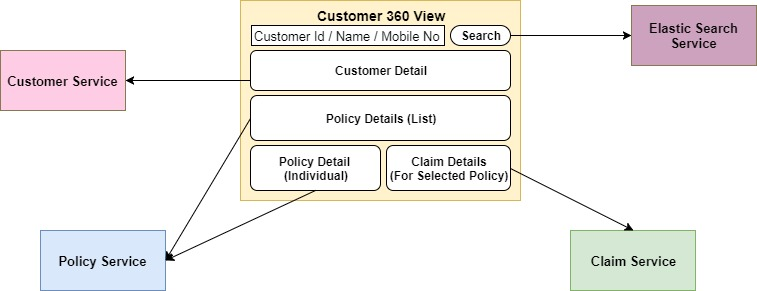 Customer 360 View
Customer Id / Name / Mobile No
Search
Elastic Search
Service
Customer Service
Customer Detail
Policy Details (List)
Policy Detail
(Individual)
Claim Details
(For Selected Policy)
Policy Service
Claim Service